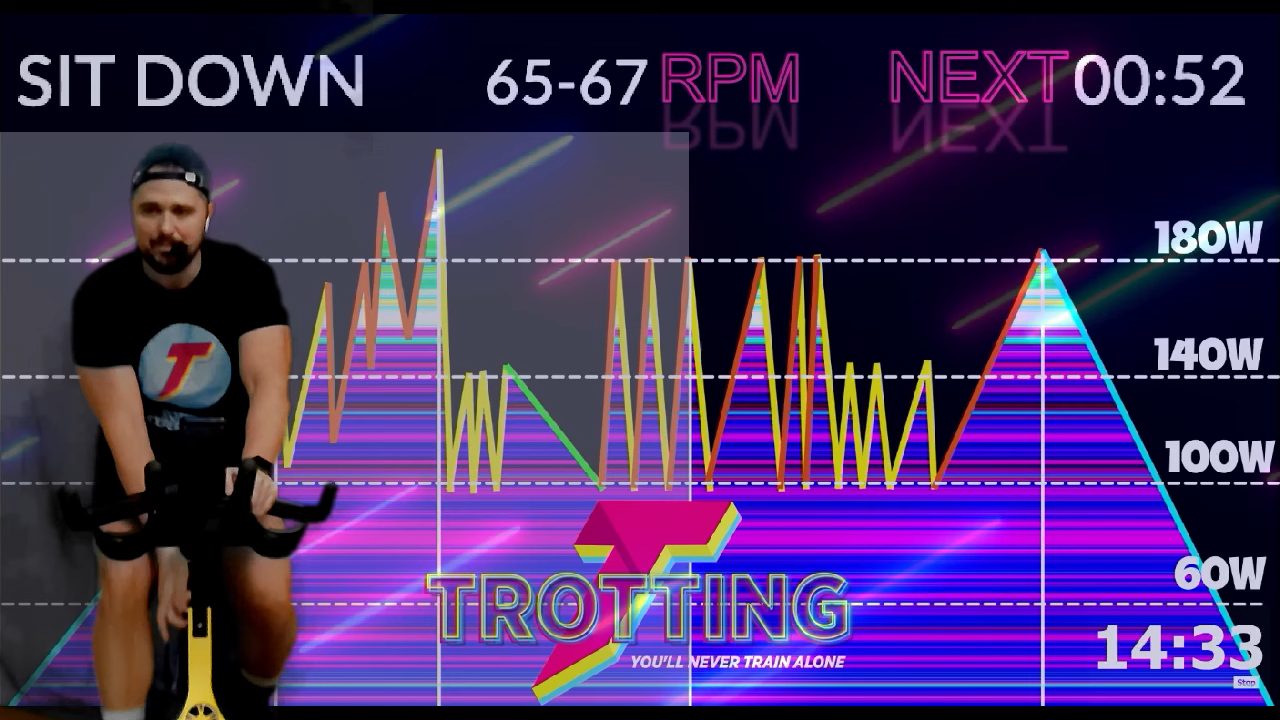 SIT DOWN 65-67 RPM NEXT 00:52
180W
140W
T
100W
60W
T
TROTTING
YOU'LL NEVER TRAIN ALONE
14:33
Stop